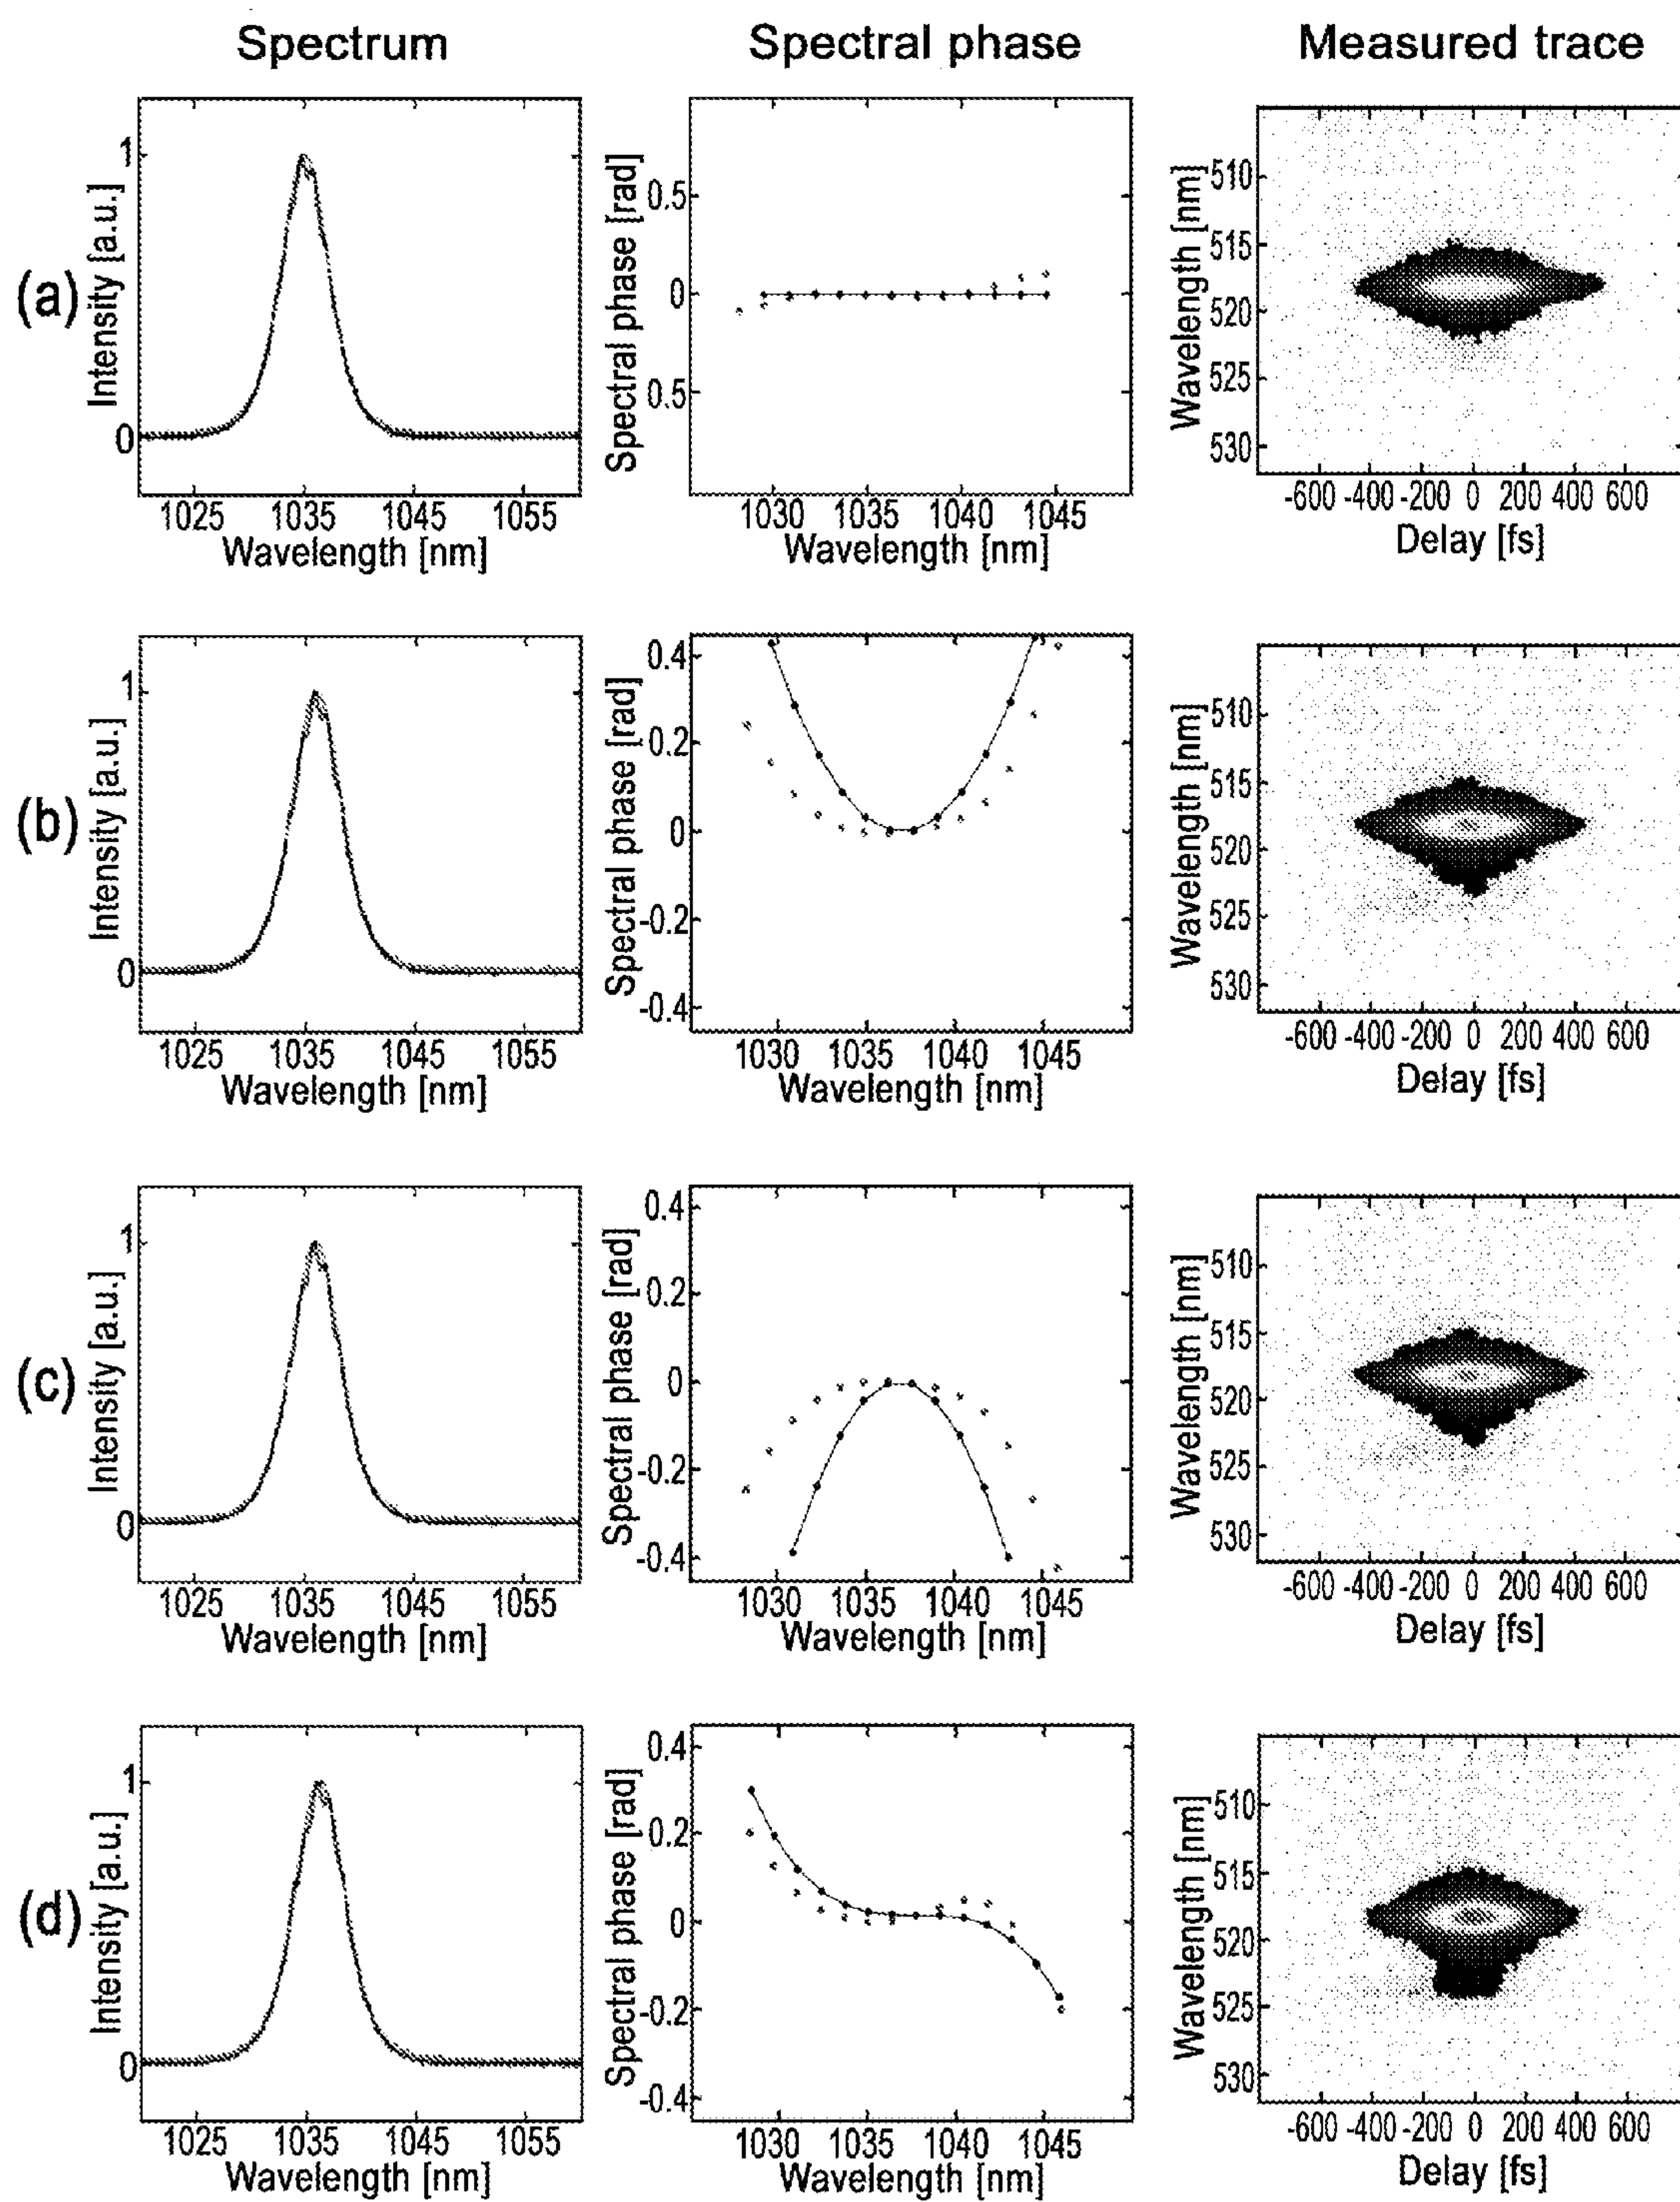 Spectrum Spectral phase Measured trace
(a)
Intensity [a.u.]
1
0
1025 1035 1045 1055
Wavelength [nm]
Spectral phase [rad]
0.5
0
0.5
1030 1035 1040 1045
Wavelength [nm]
Wavelength [nm]
510
515
520
525
530
-600 -400 -200 0 200 400 600
Delay [fs]
(b)
Intensity [a.u.]
1
0
1025 1035 1045 1055
Wavelength [nm]
Spectral phase [rad]
0.4
0.2
0
-0.2
-0.4
1030 1035 1040 1045
Wavelength [nm]
Wavelength [nm]
510
515
520
525
530
-600 -400 -200 0 200 400 600
Delay [fs]
(c)
Intensity [a.u.]
1
0
1025 1035 1045 1055
Wavelength [nm]
Spectral phase [rad]
0.4
0.2
0
-0.2
-0.4
1030 1035 1040 1045
Wavelength [nm]
Wavelength [nm]
510
515
520
525
530
-600 -400 -200 0 200 400 600
Delay [fs]
(d)
Intensity [a.u.]
1
0
1025 1035 1045 1055
Wavelength [nm]
Spectral phase [rad]
0.4
0.2
0
-0.2
-0.4
1030 1035 1040 1045
Wavelength [nm]
Wavelength [nm]
510
515
520
525
530
-600 -400 -200 0 200 400 600
Delay [fs]